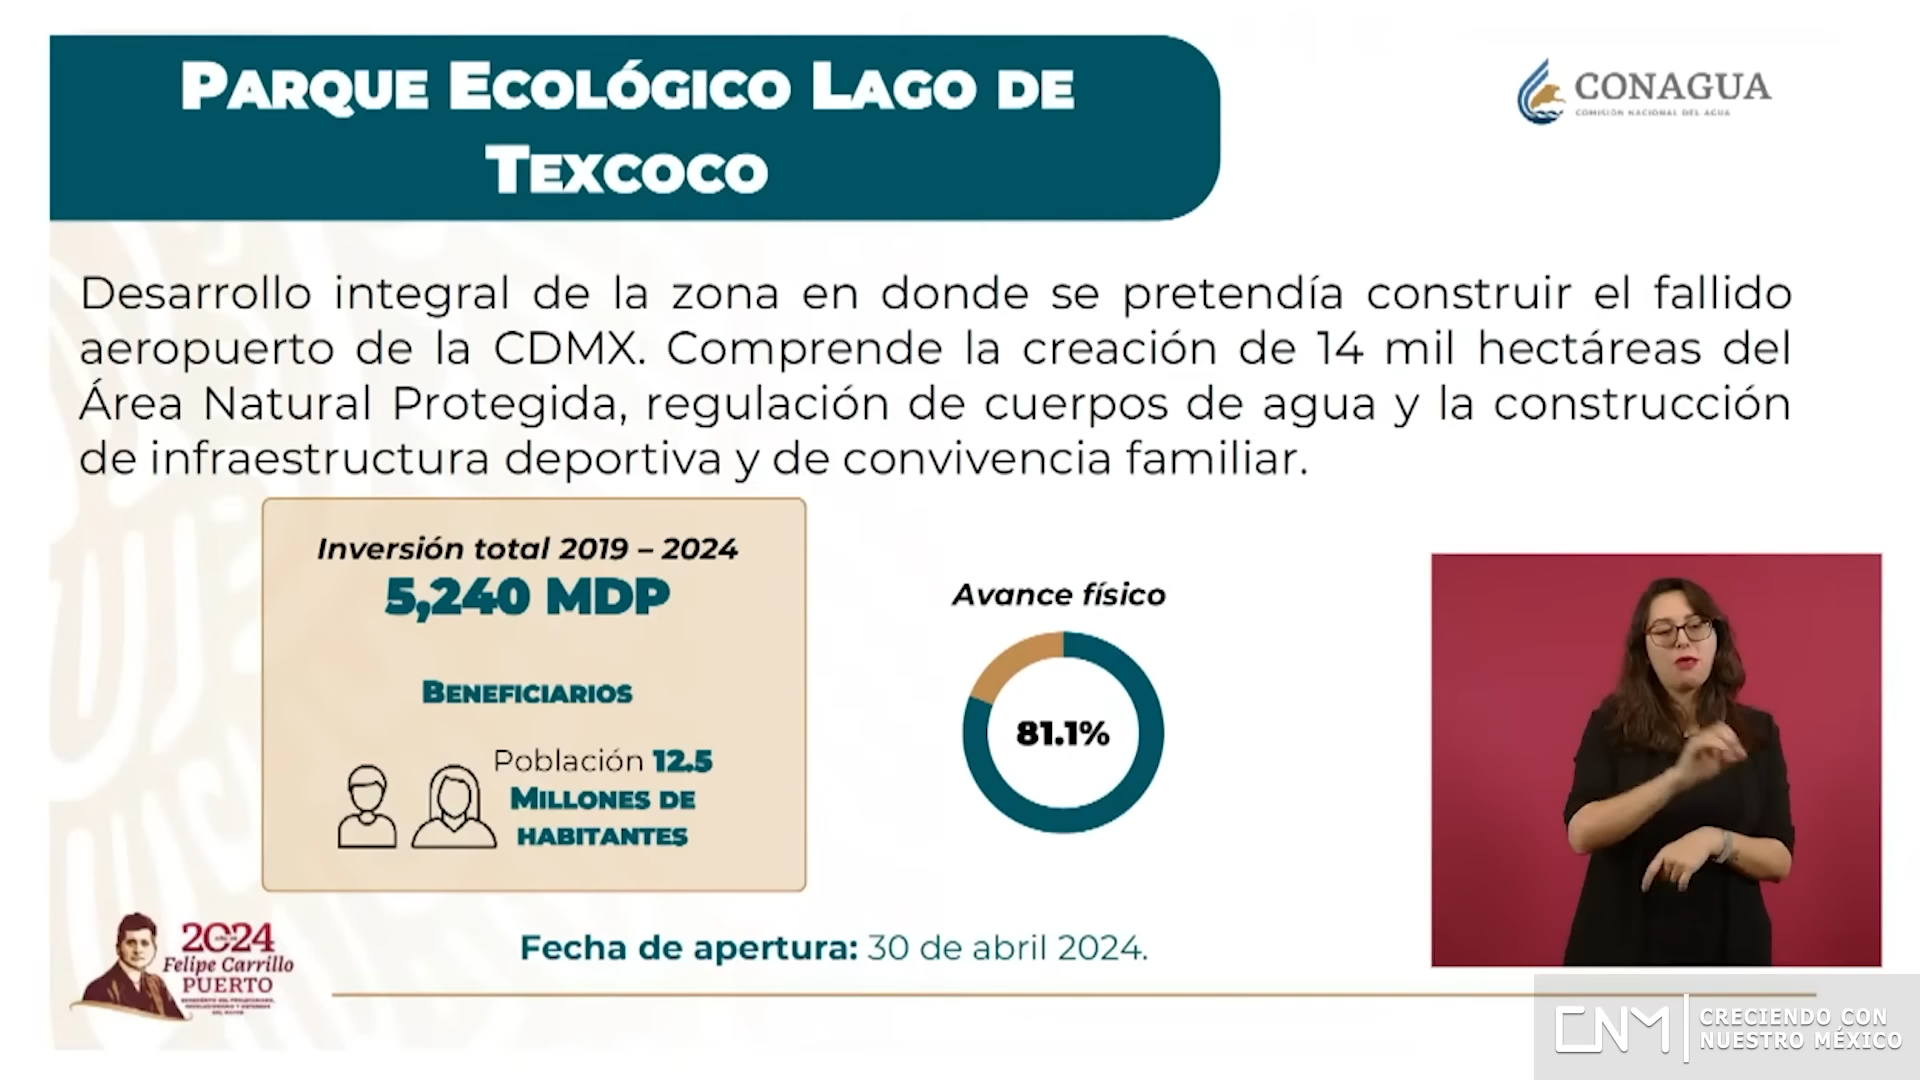 PARQUE ECOLÓGICO LAGO DE
TEXCOCO
CONAGUA
COMISIÓN NACIONAL DEL AGUA
Desarrollo integral de la zona en donde se pretendía construir el fallido
aeropuerto de la CDMX. Comprende la creación de 14 mil hectáreas del
Área Natural Protegida, regulación de cuerpos de agua y la construcción
de infraestructura deportiva y de convivencia familiar.
Inversión total 2019 – 2024
5,240 MDP
BENEFICIARIOS
Población 12.5
MILLONES DE
HABITANTES
Avance físico
81.1%
Fecha de apertura: 30 de abril 2024.
2024
Felipe Carrillo
PUERTO
CNM
CRECIENDO CON
NUESTRO MÉXICO